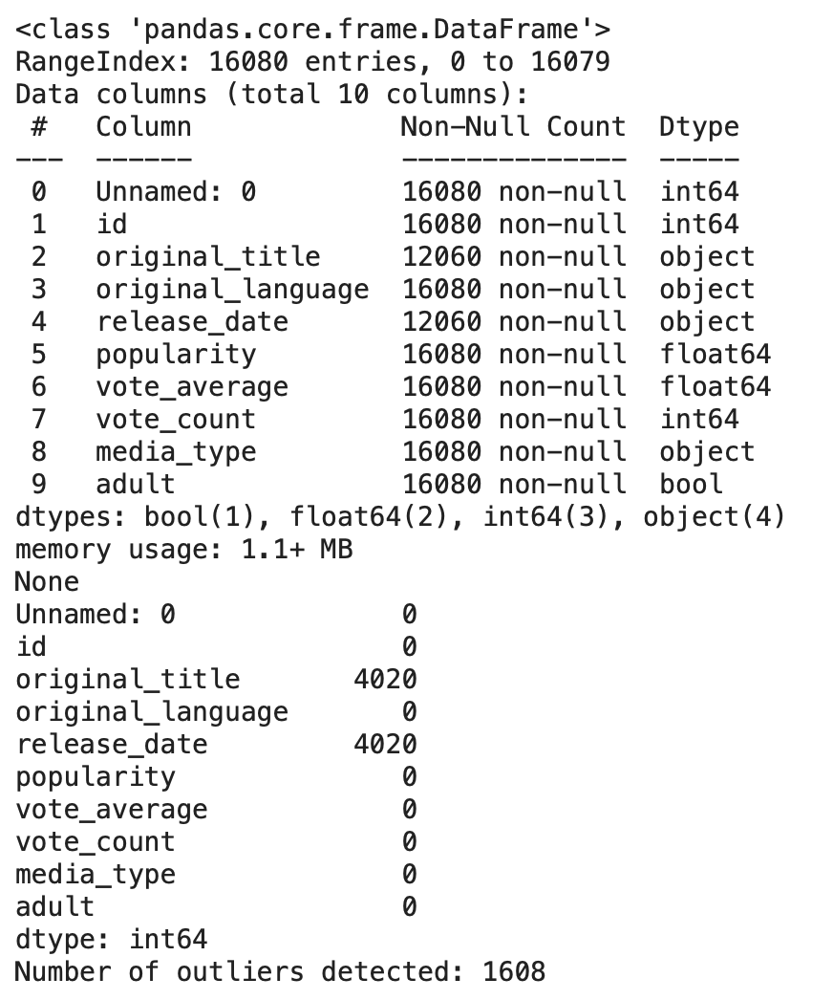 <class 'pandas.core.frame.DataFrame'>
RangeIndex: 16080 entries, 0 to 16079
Data columns (total 10 columns):
 #   Column             Non-Null Count  Dtype
---  ------             --------------  -----
 0   Unnamed: 0         16080 non-null  int64
 1   id                 16080 non-null  int64
 2   original_title     12060 non-null  object
 3   original_language  16080 non-null  object
 4   release_date       12060 non-null  object
 5   popularity         16080 non-null  float64
 6   vote_average       16080 non-null  float64
 7   vote_count         16080 non-null  int64
 8   media_type         16080 non-null  object
 9   adult              16080 non-null  bool
dtypes: bool(1), float64(2), int64(3), object(4)
memory usage: 1.1+ MB
None
Unnamed: 0              0
id                      0
original_title       4020
original_language       0
release_date         4020
popularity              0
vote_average            0
vote_count              0
media_type              0
adult                   0
dtype: int64
Number of outliers detected: 1608